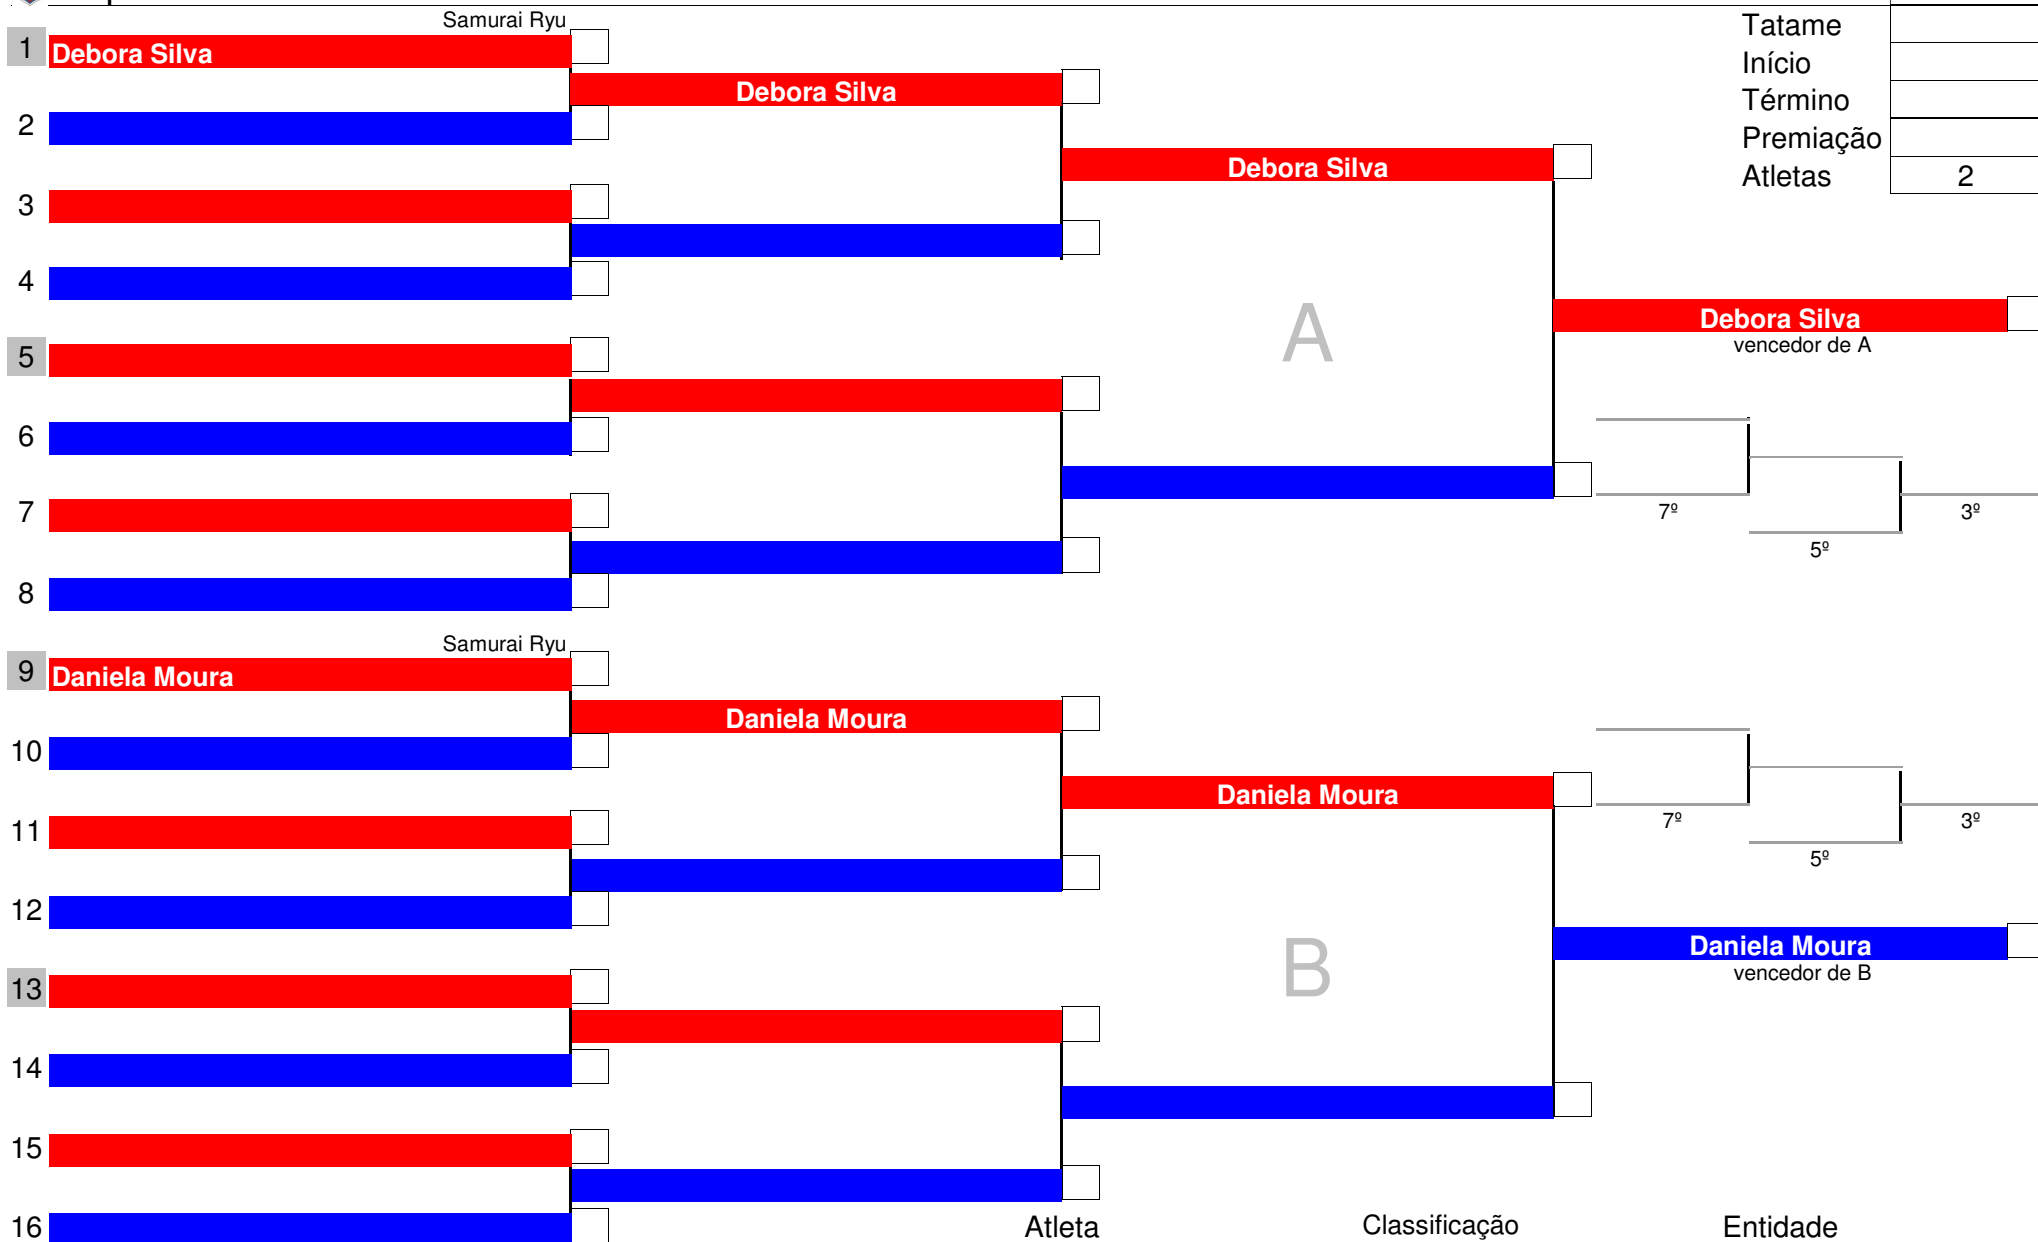 Samurai Ryu
Tatame
1 Debora Silva
Início
Debora Silva
Término
2
Premiação
Debora Silva
Atletas 2
3
4
A
Debora Silva
vencedor de A
5
6
7
7º 3º
5º
8
Samurai Ryu
9 Daniela Moura
Daniela Moura
10
Daniela Moura
11
7º 3º
5º
12
B
Daniela Moura
vencedor de B
13
14
15
16
Atleta Classificação Entidade